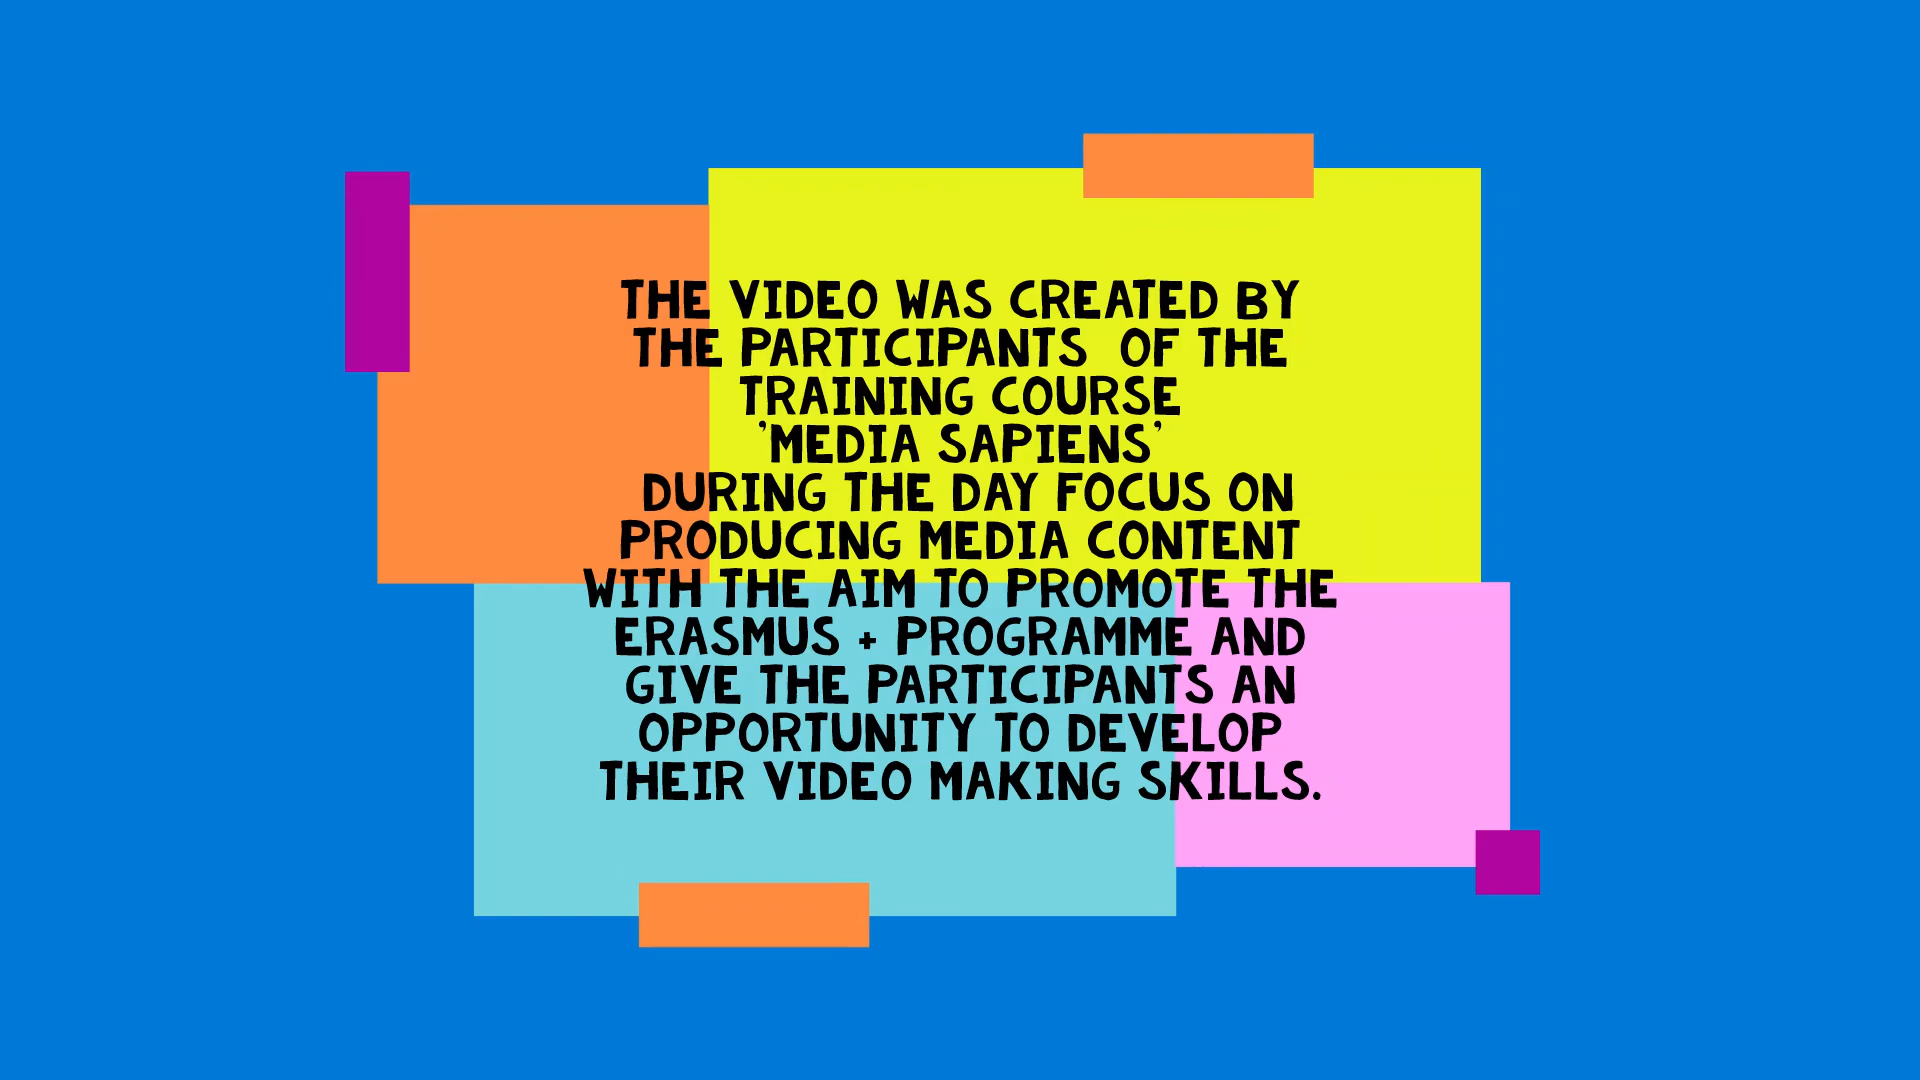 THE VIDEO WAS CREATED BY
THE PARTICIPANTS OF THE
TRAINING COURSE
'MEDIA SAPIENS'
DURING THE DAY FOCUS ON
PRODUCING MEDIA CONTENT
WITH THE AIM TO PROMOTE THE
ERASMUS + PROGRAMME AND
GIVE THE PARTICIPANTS AN
OPPORTUNITY TO DEVELOP
THEIR VIDEO MAKING SKILLS.